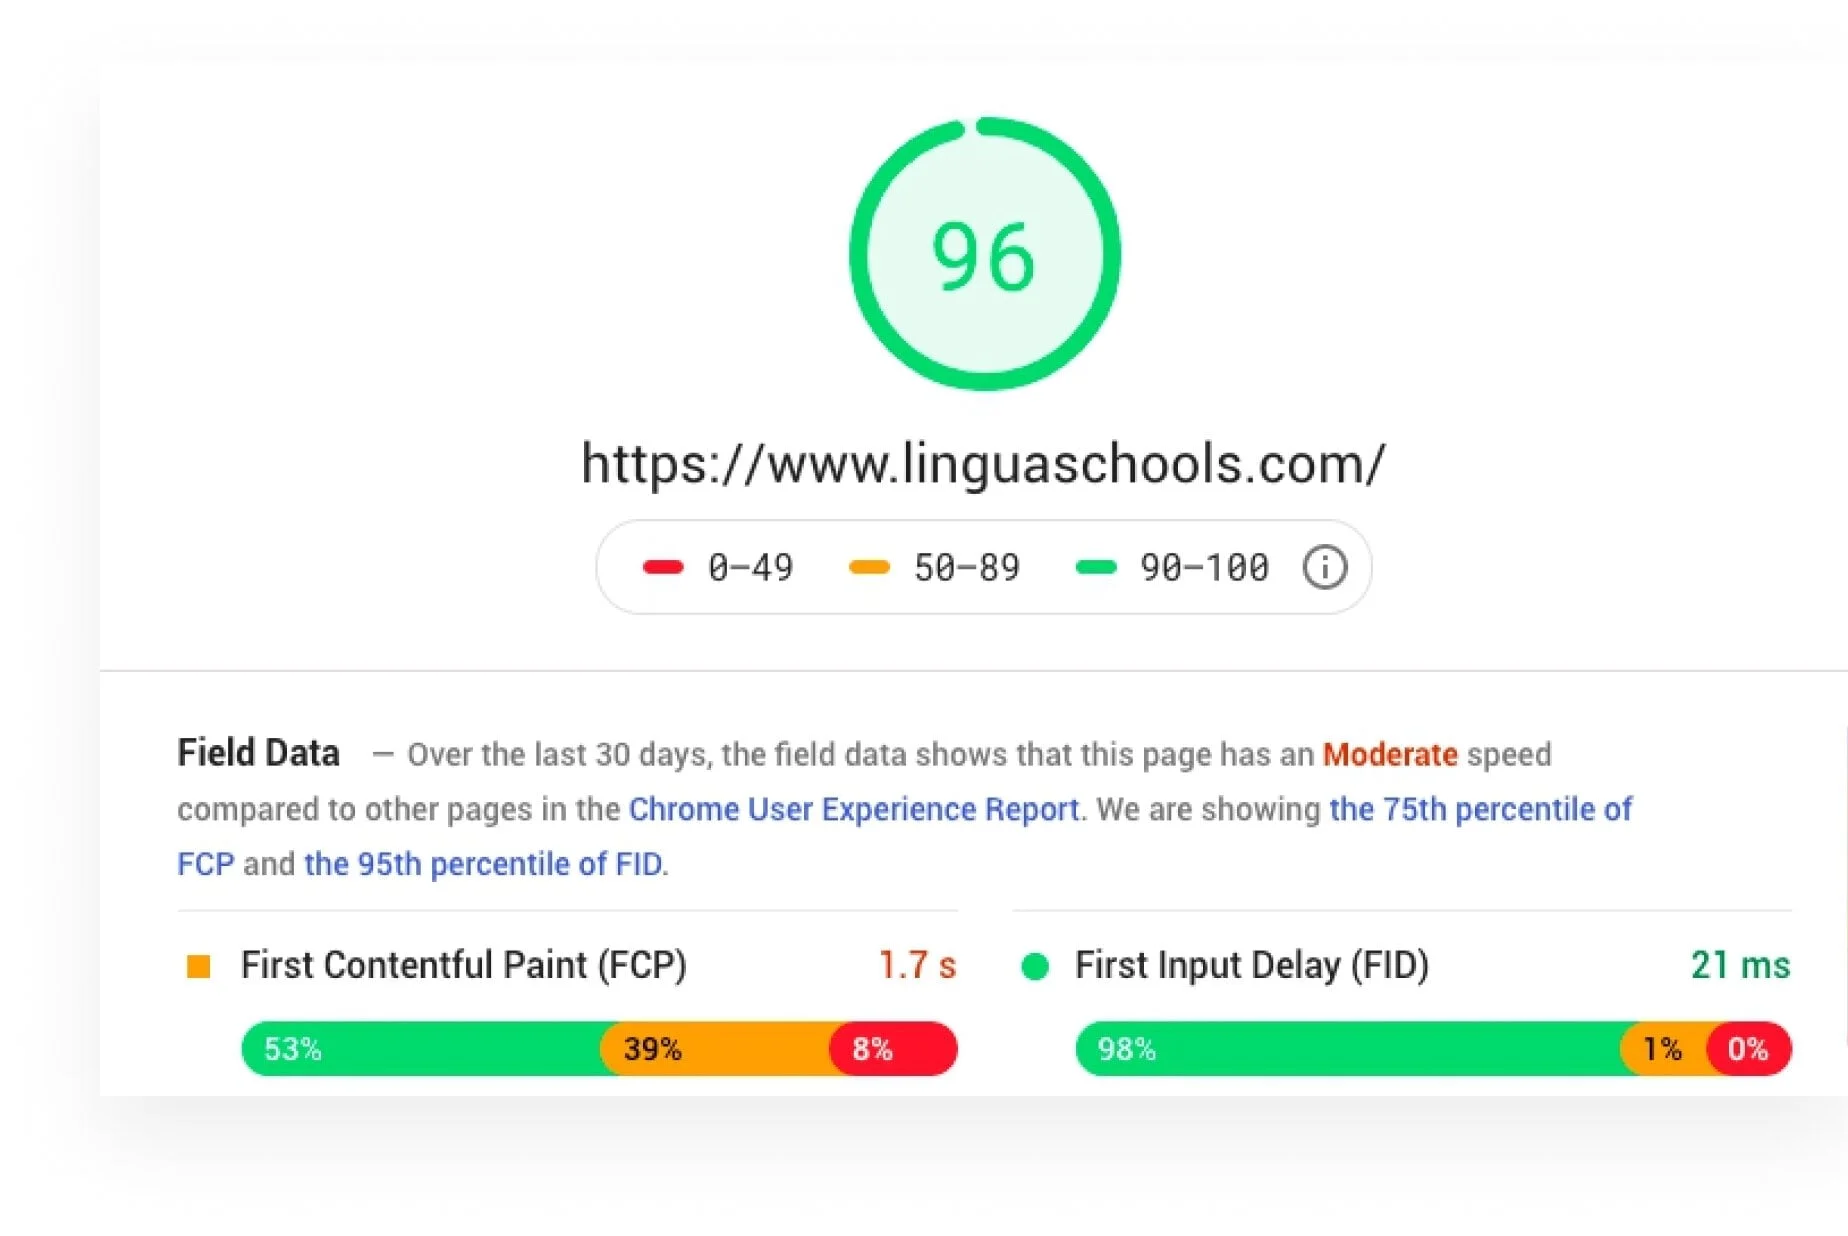 96
https://www.linguaschools.com/
0–49 50–89 90–100
Field Data — Over the last 30 days, the field data shows that this page has an Moderate speed
compared to other pages in the Chrome User Experience Report. We are showing the 75th percentile of
FCP and the 95th percentile of FID.
First Contentful Paint (FCP) 1.7 s
53% 39% 8%
First Input Delay (FID) 21 ms
98% 1% 0%